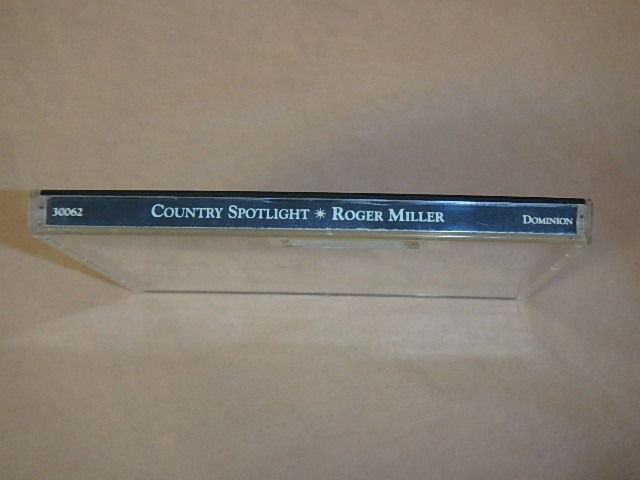 30062 COUNTRY SPOTLIGHT ✴ ROGER MILLER DOMINION